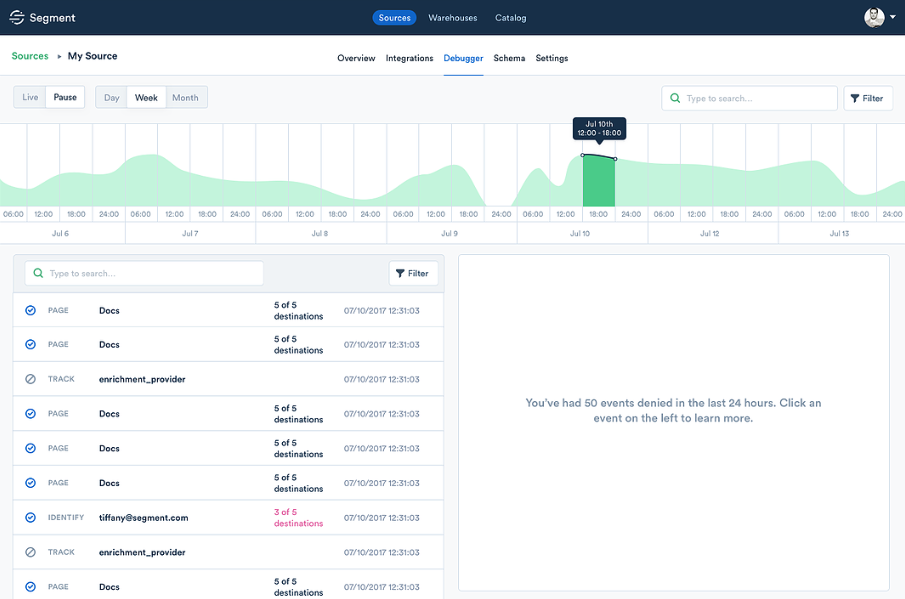 Segment
Sources Warehouses Catalog
Sources ▸ My Source
Overview Integrations Debugger Schema Settings
Live Pause Day Week Month
Type to search...
Filter
Jul 10th
12:00 - 18:00
06:00 12:00 18:00 24:00 06:00 12:00 18:00 24:00 06:00 12:00 18:00 24:00 06:00 12:00 18:00 24:00 06:00 12:00 18:00 24:00 06:00 12:00 18:00 24:00 06:00 12:00 18:00 24:00
Jul 6 Jul 7 Jul 8 Jul 9 Jul 10 Jul 12 Jul 13
Type to search...
Filter
PAGE Docs 5 of 5 destinations 07/10/2017 12:31:03
PAGE Docs 5 of 5 destinations 07/10/2017 12:31:03
TRACK enrichment_provider 07/10/2017 12:31:03
PAGE Docs 5 of 5 destinations 07/10/2017 12:31:03
PAGE Docs 5 of 5 destinations 07/10/2017 12:31:03
PAGE Docs 5 of 5 destinations 07/10/2017 12:31:03
IDENTIFY tiffany@segment.com 3 of 5 destinations 07/10/2017 12:31:03
TRACK enrichment_provider 07/10/2017 12:31:03
PAGE Docs 5 of 5 destinations 07/10/2017 12:31:03
You've had 50 events denied in the last 24 hours. Click an
event on the left to learn more.